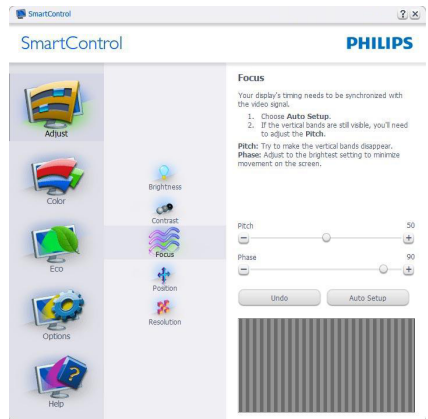 SmartControl
? ×
SmartControl
PHILIPS
Adjust
Color
Eco
Options
Help
Brightness
Contrast
Focus
Position
Resolution
Focus
Your display's timing needs to be synchronized with
the video signal.
1. Choose Auto Setup.
2. If the vertical bands are still visible, you'll need
to adjust the Pitch.
Pitch: Try to make the vertical bands disappear.
Phase: Adjust to the brightest setting to minimize
movement on the screen.
Pitch 50
Phase 90
Undo Auto Setup